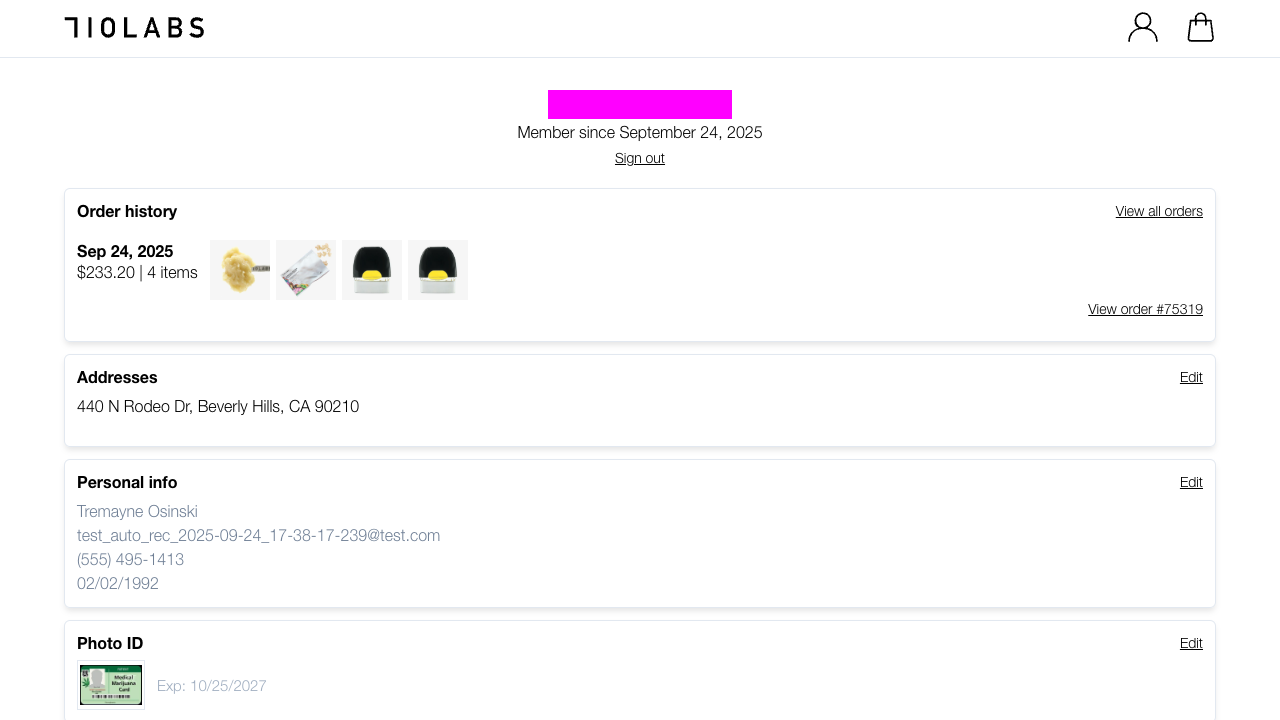 710LABS
Member since September 24, 2025
Sign out
Order history
View all orders
Sep 24, 2025
$233.20 | 4 items
View order #75319
Addresses
Edit
440 N Rodeo Dr, Beverly Hills, CA 90210
Personal info
Edit
Tremayne Osinski
test_auto_rec_2025-09-24_17-38-17-239@test.com
(555) 495-1413
02/02/1992
Photo ID
Edit
Medical
Marijuana
Card
Exp: 10/25/2027